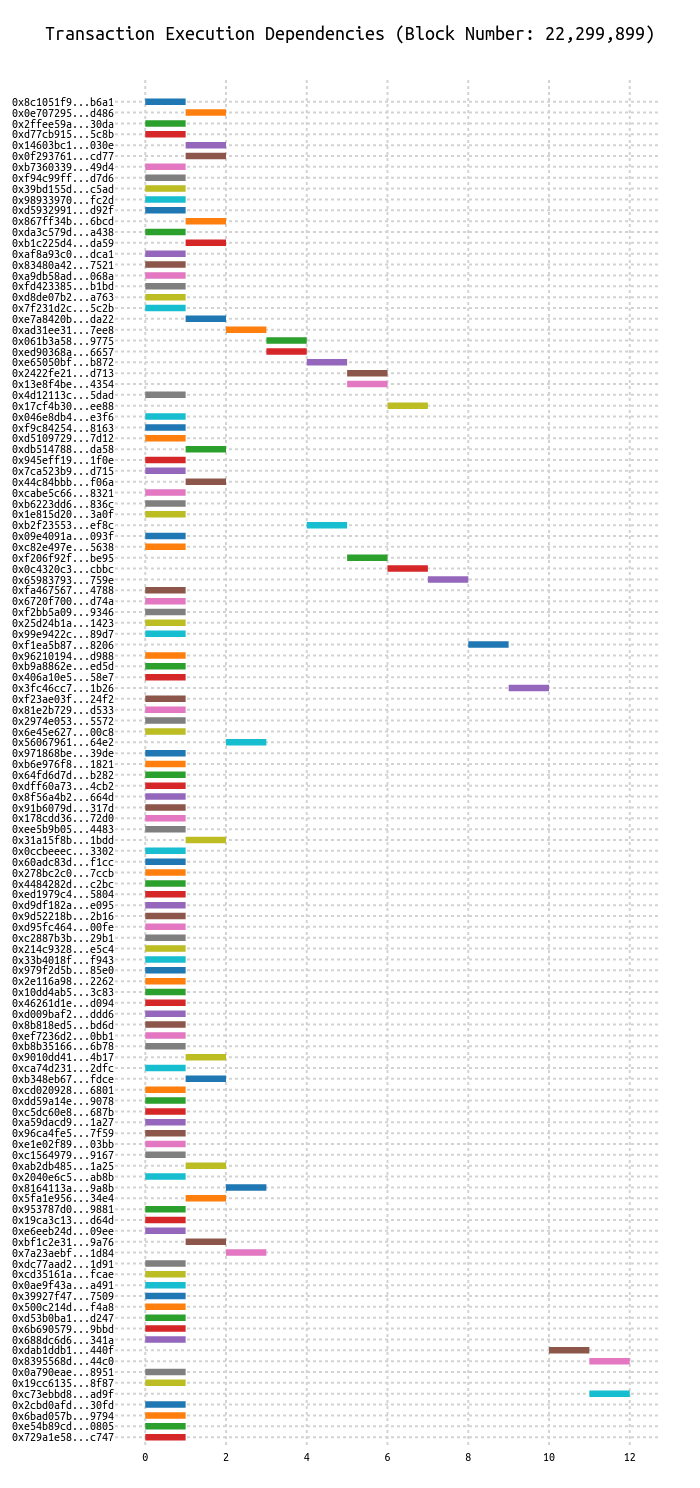 Transaction Execution Dependencies (Block Number: 22,299,899)
0x8c1051f9...b6a1
0x0e707295...d486
0x2ffee59a...30da
0xd77cb915...5c8b
0x14603bc1...030e
0x0f293761...cd77
0xb7360339...49d4
0xf94c99ff...d7d6
0x39bd155d...c5ad
0x98933970...fc2d
0xd5932991...d92f
0x867ff34b...6bcd
0xda3c579d...a438
0xb1c225d4...da59
0xaf8a93c0...dca1
0x83480a42...7521
0xa9db58ad...068a
0xfd423385...b1bd
0xd8de07b2...a763
0x7f231d2c...5c2b
0xe7a8420b...da22
0xad31ee31...7ee8
0x061b3a58...9775
0xed90368a...6657
0xe65050bf...b872
0x2422fe21...d713
0x13e8f4be...4354
0x4d12113c...5dad
0x17cf4b30...ee88
0x046e8db4...e3f6
0xf9c84254...8163
0xd5109729...7d12
0xdb514788...da58
0x945eff19...1f0e
0x7ca523b9...d715
0x44c84bbb...f06a
0xcabe5c66...8321
0xb6223dd6...836c
0x1e815d20...3a0f
0xb2f23553...ef8c
0x09e4091a...093f
0xc82e497e...5638
0xf206f92f...be95
0x0c4320c3...cbbc
0x65983793...759e
0xfa467567...4788
0x6720f700...d74a
0xf2bb5a09...9346
0x25d24b1a...1423
0x99e9422c...89d7
0xf1ea5b87...8206
0x96210194...d988
0xb9a8862e...ed5d
0x406a10e5...58e7
0x3fc46cc7...1b26
0xf23ae03f...24f2
0x81e2b729...d533
0x2974e053...5572
0x6e45e627...00c8
0x56067961...64e2
0x971868be...39de
0xb6e976f8...1821
0x64fd6d7d...b282
0xdff60a73...4cb2
0x8f56a4b2...664d
0x91b6079d...317d
0x178cdd36...72d0
0xee5b9b05...4483
0x31a15f8b...1bdd
0x0ccbeeec...3302
0x60adc83d...f1cc
0x278bc2c0...7ccb
0x4484282d...c2bc
0xed1979c4...5804
0xd9df182a...e095
0x9d52218b...2b16
0xd95fc464...00fe
0xc2887b3b...29b1
0x214c9328...e5c4
0x33b4018f...f943
0x979f2d5b...85e0
0x2e116a98...2262
0x10dd4ab5...3c83
0x46261d1e...d094
0xd009baf2...ddd6
0x8b818ed5...bd6d
0xef7236d2...0bb1
0xb8b35166...6b78
0x9010dd41...4b17
0xca74d231...2dfc
0xb348eb67...fdce
0xcd020928...6801
0xdd59a14e...9078
0xc5dc60e8...687b
0xa59dacd9...1a27
0x96ca4fe5...7f59
0xe1e02f89...03bb
0xc1564979...9167
0xab2db485...1a25
0x2040e6c5...ab8b
0x8164113a...9a8b
0x5fa1e956...34e4
0x953787d0...9881
0x19ca3c13...d64d
0xe6eeb24d...09ee
0xbf1c2e31...9a76
0x7a23aebf...1d84
0xdc77aad2...1d91
0xcd35161a...fcae
0x0ae9f43a...a491
0x39927f47...7509
0x500c214d...f4a8
0xd53b0ba1...d247
0x6b690579...9bbd
0x688dc6d6...341a
0xdab1ddb1...440f
0x8395568d...44c0
0x0a790eae...8951
0x19cc6135...8f87
0xc73ebbd8...ad9f
0x2cbd0afd...30fd
0x6bad057b...9794
0xe54b89cd...0805
0x729a1e58...c747
0 2 4 6 8 10 12